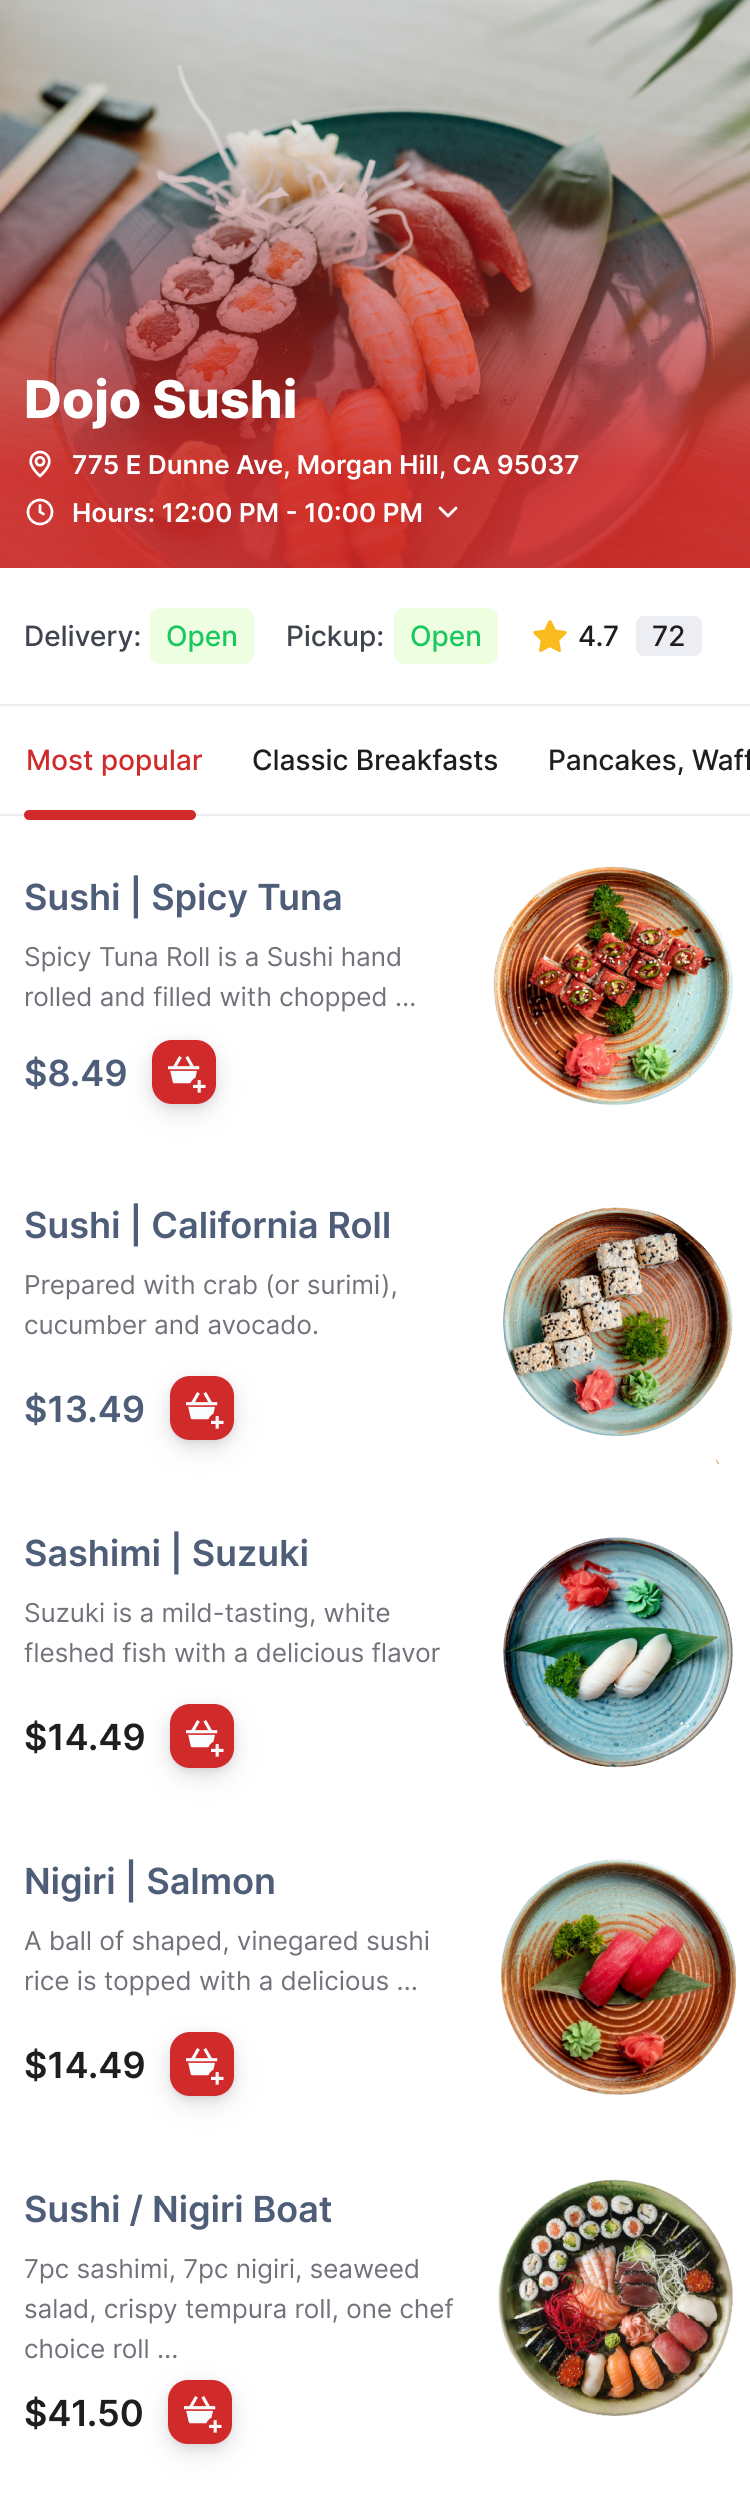 Dojo Sushi
775 E Dunne Ave, Morgan Hill, CA 95037
Hours: 12:00 PM - 10:00 PM
Delivery: Open Pickup: Open 4.7 72
Most popular Classic Breakfasts Pancakes, Waff
Sushi | Spicy Tuna
Spicy Tuna Roll is a Sushi hand
rolled and filled with chopped ...
$8.49
Sushi | California Roll
Prepared with crab (or surimi),
cucumber and avocado.
$13.49
Sashimi | Suzuki
Suzuki is a mild-tasting, white
fleshed fish with a delicious flavor
$14.49
Nigiri | Salmon
A ball of shaped, vinegared sushi
rice is topped with a delicious ...
$14.49
Sushi / Nigiri Boat
7pc sashimi, 7pc nigiri, seaweed
salad, crispy tempura roll, one chef
choice roll ...
$41.50